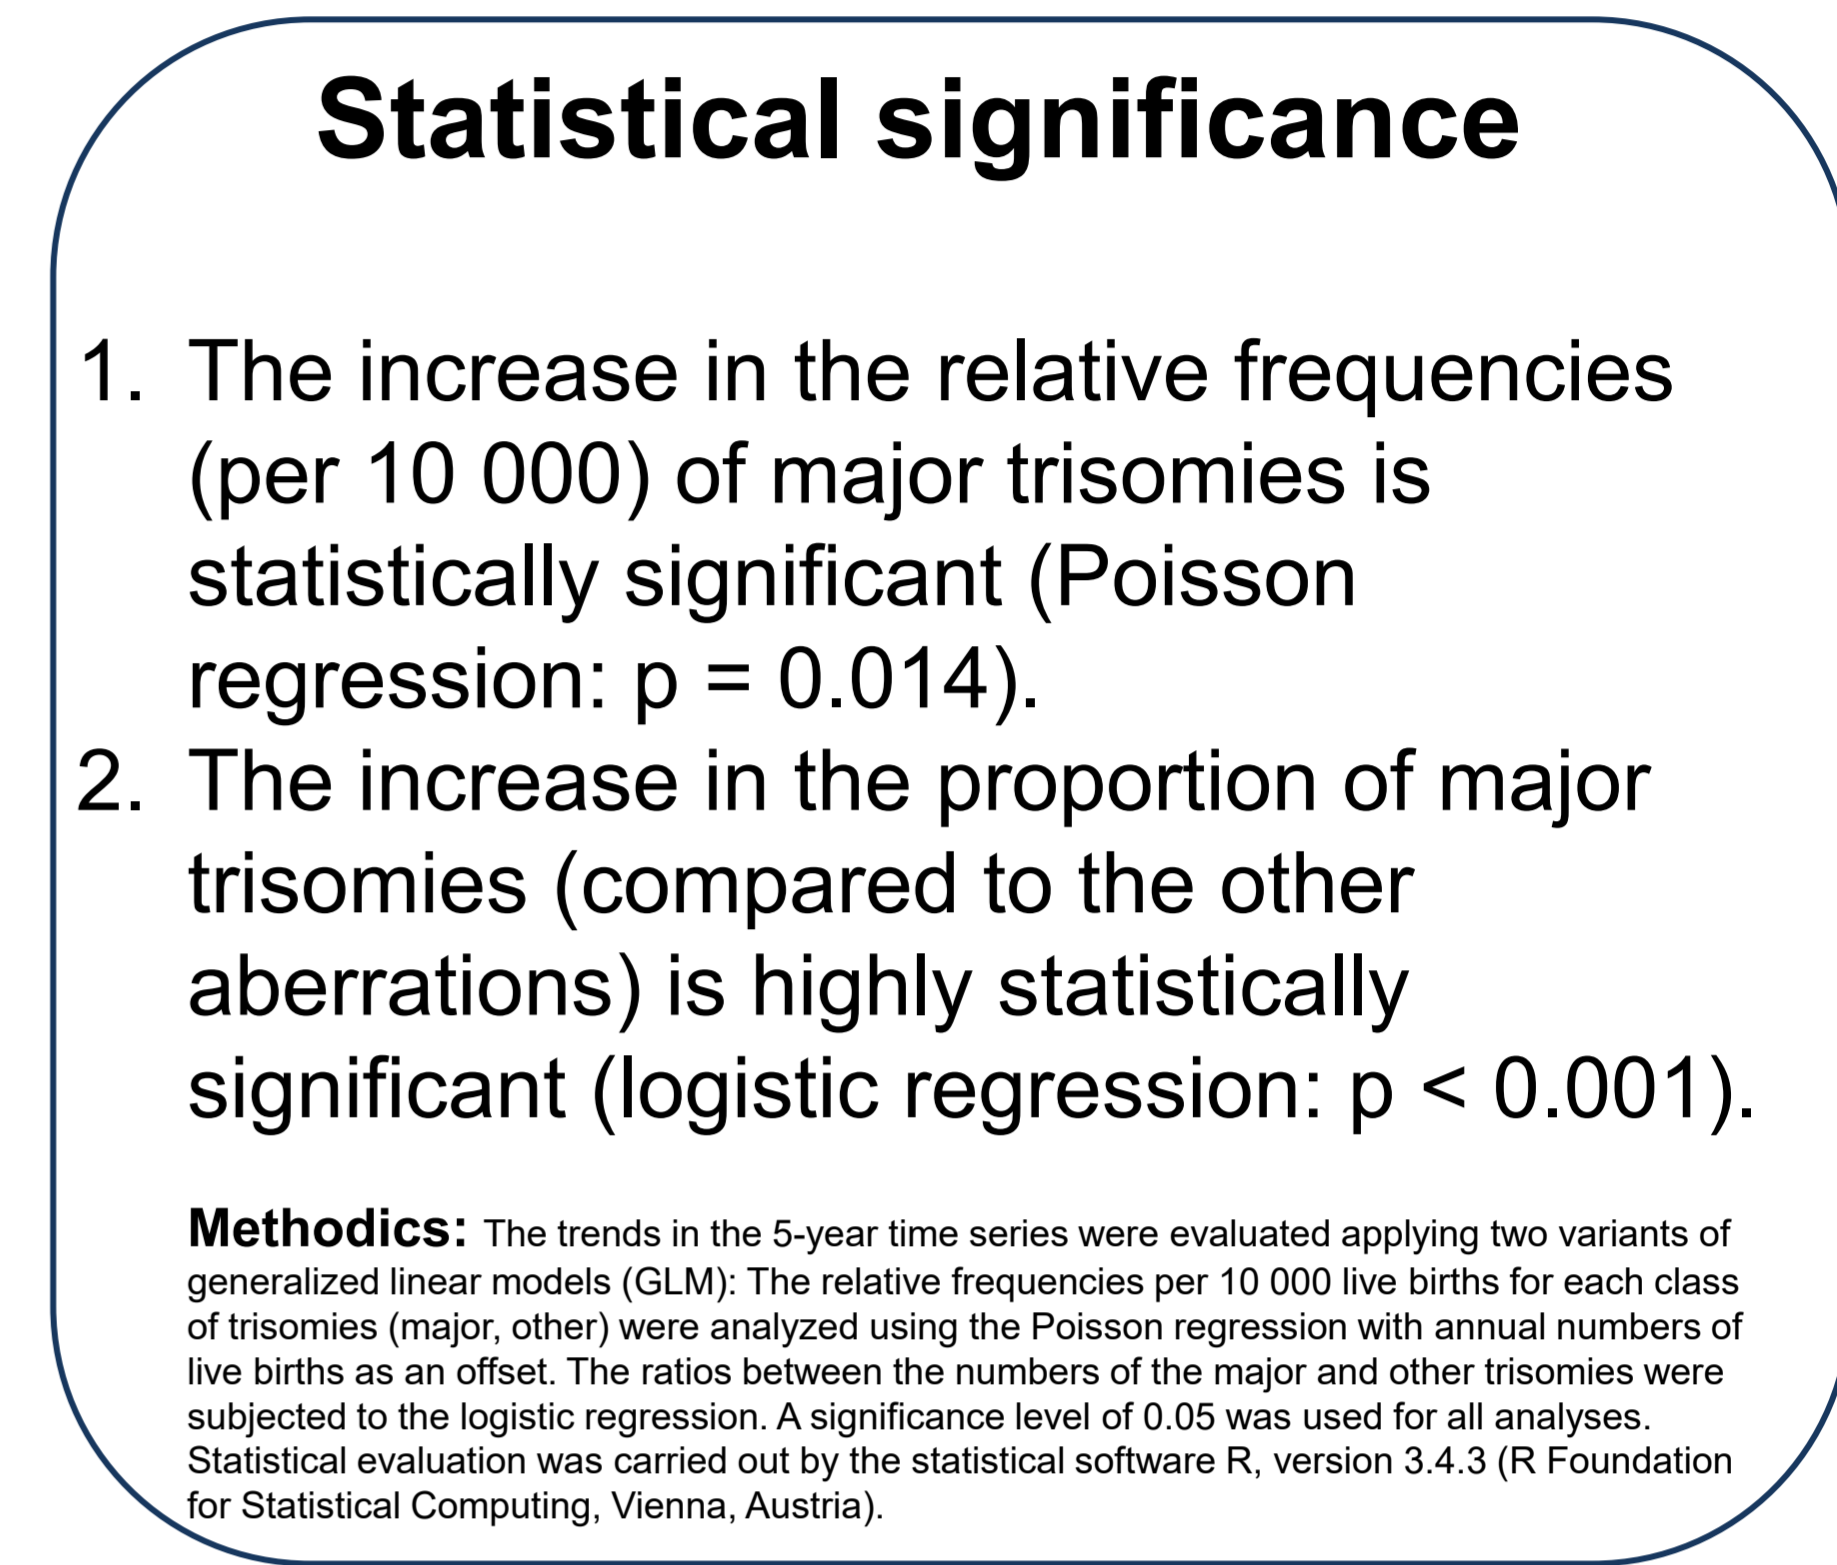 Statistical significance
1. The increase in the relative frequencies
(per 10 000) of major trisomies is
statistically significant (Poisson
regression: p = 0.014).
2. The increase in the proportion of major
trisomies (compared to the other
aberrations) is highly statistically
significant (logistic regression: p < 0.001).
Methodics: The trends in the 5-year time series were evaluated applying two variants of
generalized linear models (GLM): The relative frequencies per 10 000 live births for each class
of trisomies (major, other) were analyzed using the Poisson regression with annual numbers of
live births as an offset. The ratios between the numbers of the major and other trisomies were
subjected to the logistic regression. A significance level of 0.05 was used for all analyses.
Statistical evaluation was carried out by the statistical software R, version 3.4.3 (R Foundation
for Statistical Computing, Vienna, Austria).